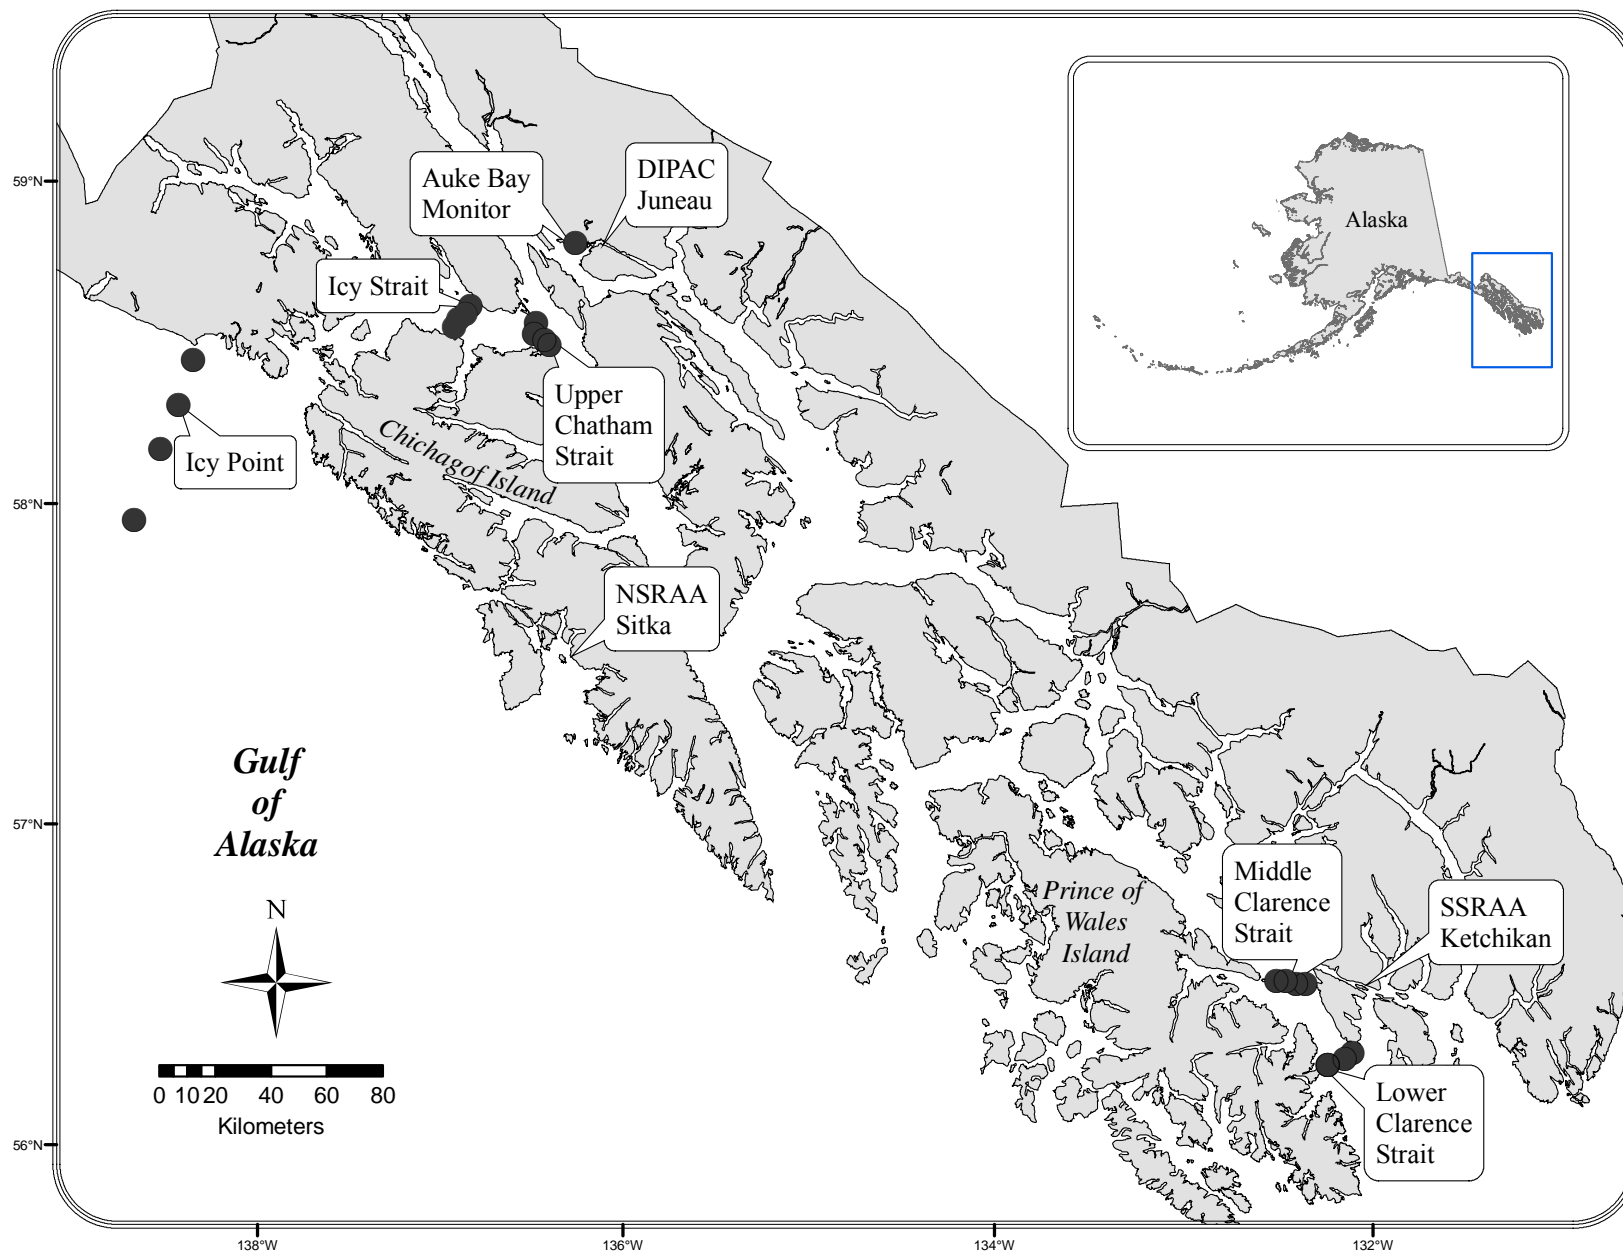 59°N
58°N
57°N
56°N
138°W
136°W
134°W
132°W
Auke Bay
Monitor
DIPAC
Juneau
Icy Strait
Upper
Chatham
Strait
Icy Point
Chichagof Island
NSRAA
Sitka
Gulf
of
Alaska
N
0 10 20 40 60 80
Kilometers
Prince of
Wales
Island
Middle
Clarence
Strait
SSRAA
Ketchikan
Lower
Clarence
Strait
Alaska